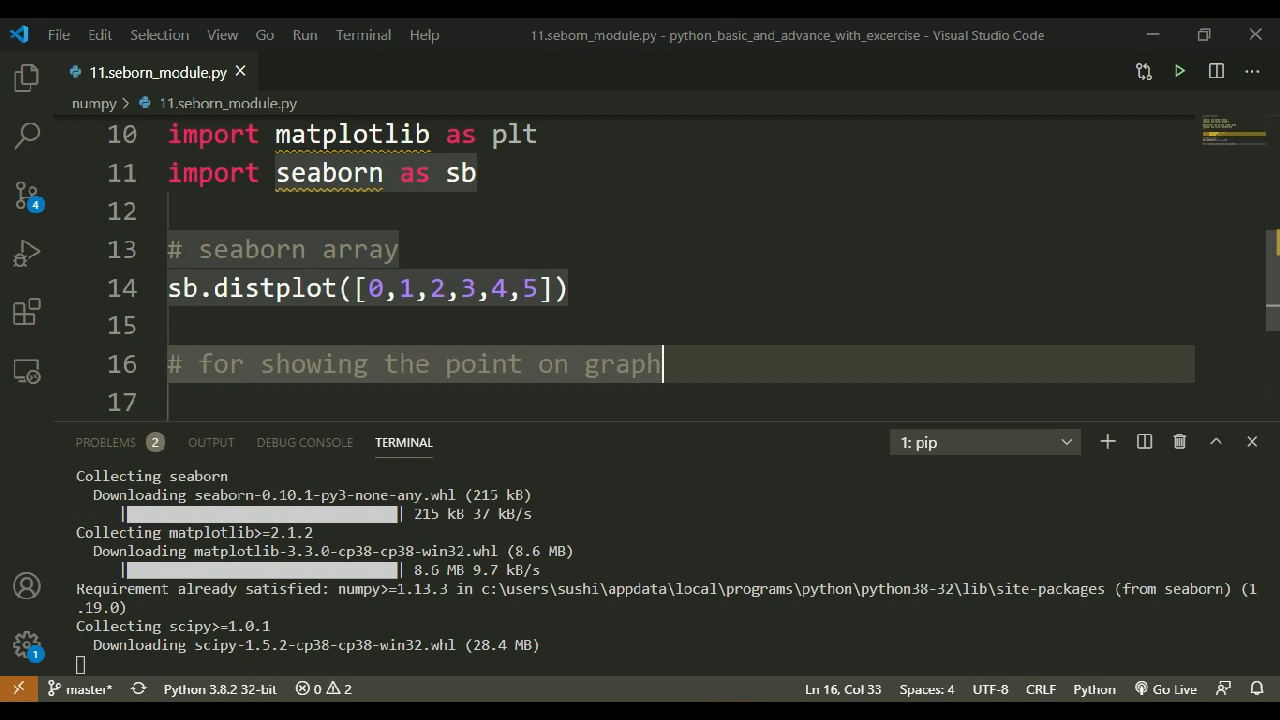 File Edit Selection View Go Run Terminal Help 11.seborn_module.py - python_basic_and_advance_with_excercise - Visual Studio Code
11.seborn_module.py
numpy > 11.seborn_module.py
10 import matplotlib as plt
11 import seaborn as sb
12
13 # seaborn array
14 sb.distplot([0,1,2,3,4,5])
15
16 # for showing the point on graph
17
4
PROBLEMS 2 OUTPUT DEBUG CONSOLE TERMINAL 1: pip
Collecting seaborn
Downloading seaborn-0.10.1-py3-none-any.whl (215 kB)
|████████████████████████████████| 215 kB 37 kB/s
Collecting matplotlib>=2.1.2
Downloading matplotlib-3.3.0-cp38-cp38-win32.whl (8.6 MB)
|████████████████████████████████| 8.6 MB 9.7 kB/s
Requirement already satisfied: numpy>=1.13.3 in c:\users\sushi\appdata\local\programs\python\python38-32\lib\site-packages (from seaborn) (1
.19.0)
Collecting scipy>=1.0.1
Downloading scipy-1.5.2-cp38-cp38-win32.whl (28.4 MB)
1
master* Python 3.8.2 32-bit 0 2 Ln 16, Col 33 Spaces: 4 UTF-8 CRLF Python Go Live